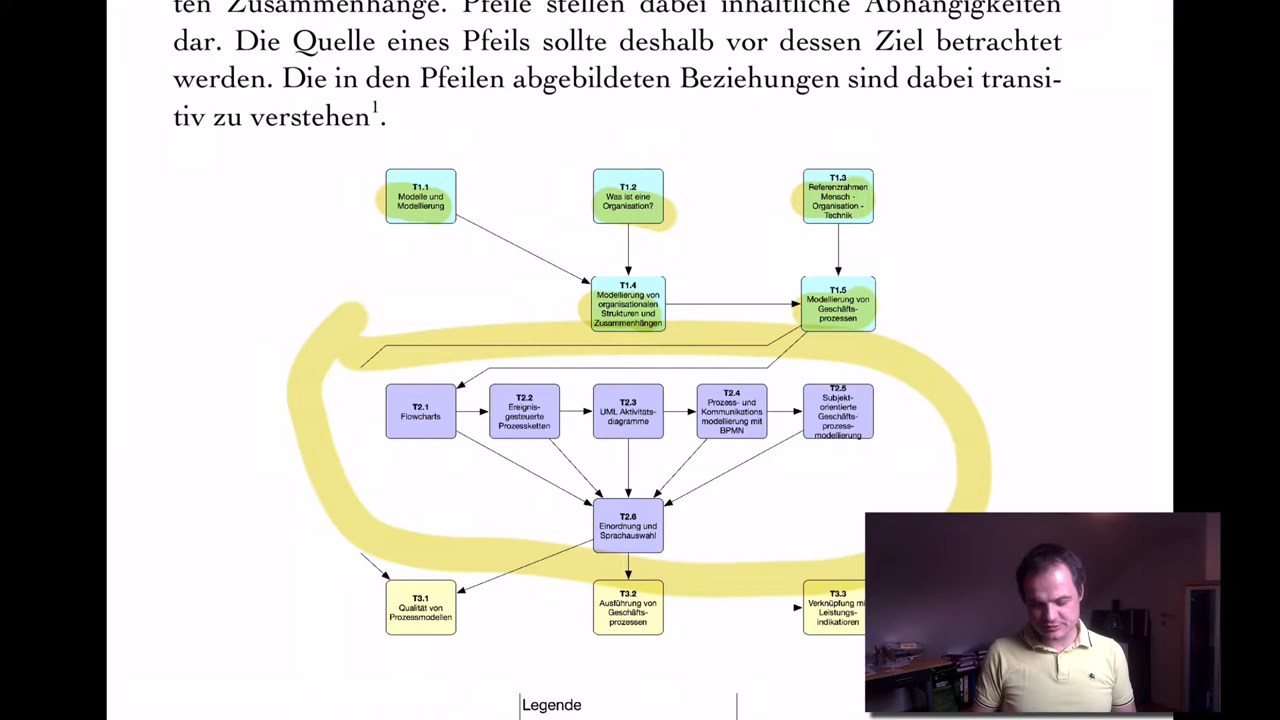 ten Zusammenhänge. Pfeile stellen dabei inhaltliche Abhängigkeiten
dar. Die Quelle eines Pfeils sollte deshalb vor dessen Ziel betrachtet
werden. Die in den Pfeilen abgebildeten Beziehungen sind dabei transi-
tiv zu verstehen¹.
T1.1
Modelle und
Modellierung
T1.2
Was ist eine
Organisation?
T1.3
Referenzrahmen
Mensch -
Organisation -
Technik
T1.4
Modellierung von
organisationalen
Strukturen und
Zusammenhängen
T1.5
Modellierung von
Geschäfts-
prozessen
T2.1
Flowcharts
T2.2
Ereignis-
gesteuerte
Prozessketten
T2.3
UML Aktivitäts-
diagramme
T2.4
Prozess- und
Kommunikations
modellierung mit
BPMN
T2.5
Subjekt-
orientierte
Geschäfts-
prozess-
modellierung
T2.6
Einordnung und
Sprachauswahl
T3.1
Qualität von
Prozessmodellen
T3.2
Ausführung von
Geschäfts-
prozessen
T3.3
Verknüpfung mi
Leistungs-
indikatioren
Legende